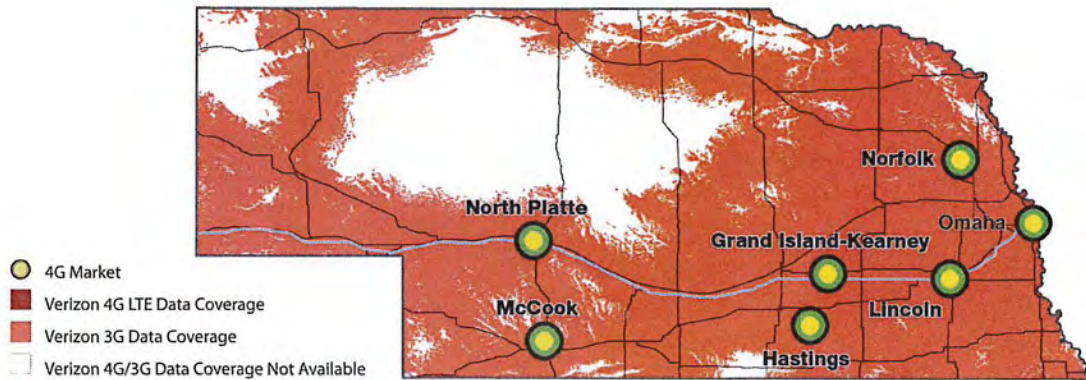 Norfolk
North Platte
Omaha
Grand Island-Kearney
4G Market
Verizon 4G LTE Data Coverage
McCook
Lincoln
Verizon 3G Data Coverage
Hastings
Verizon 4G/3G Data Coverage Not Available